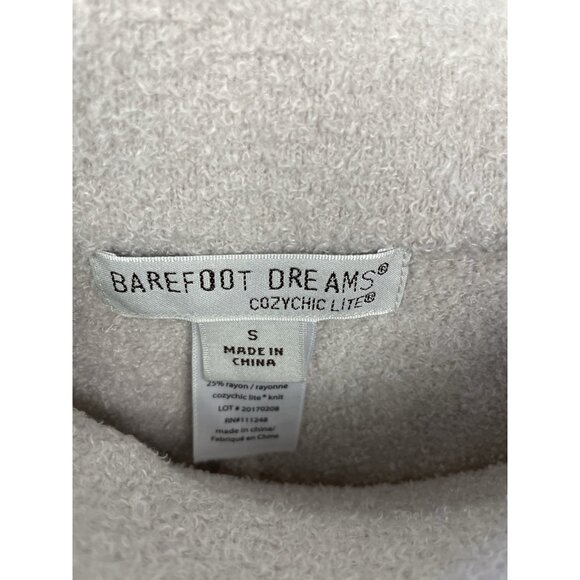 BAREFOOT DREAMS®
COZYCHIC LITE®
S
MADE IN
CHINA
25% rayon / rayonne
cozychic lite® knit
LOT # 20170208
RN#111248
made in china/
Fabriqué en Chine